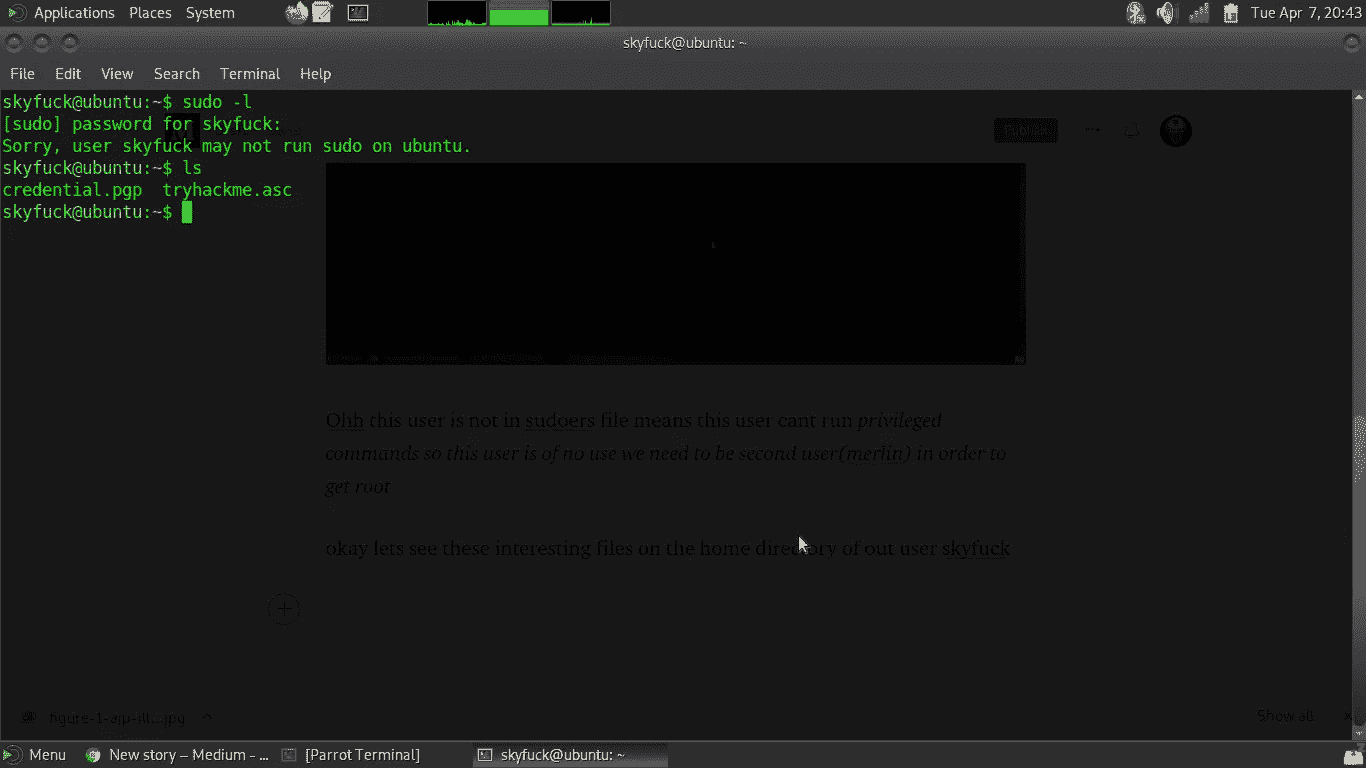 Applications Places System
Tue Apr 7, 20:43
skyfuck@ubuntu: ~
File Edit View Search Terminal Help
skyfuck@ubuntu:~$ sudo -l
[sudo] password for skyfuck:
Sorry, user skyfuck may not run sudo on ubuntu.
skyfuck@ubuntu:~$ ls
credential.pgp tryhackme.asc
skyfuck@ubuntu:~$
Publish
Ohh this user is not in sudoers file means this user cant run privileged
commands so this user is of no use we need to be second user(merlin) in order to
get root
okay lets see these interesting files on the home directory of out user skyfuck
figure-1-ajp-ill....jpg
Show all
Menu New story – Medium - ... [Parrot Terminal] skyfuck@ubuntu: ~